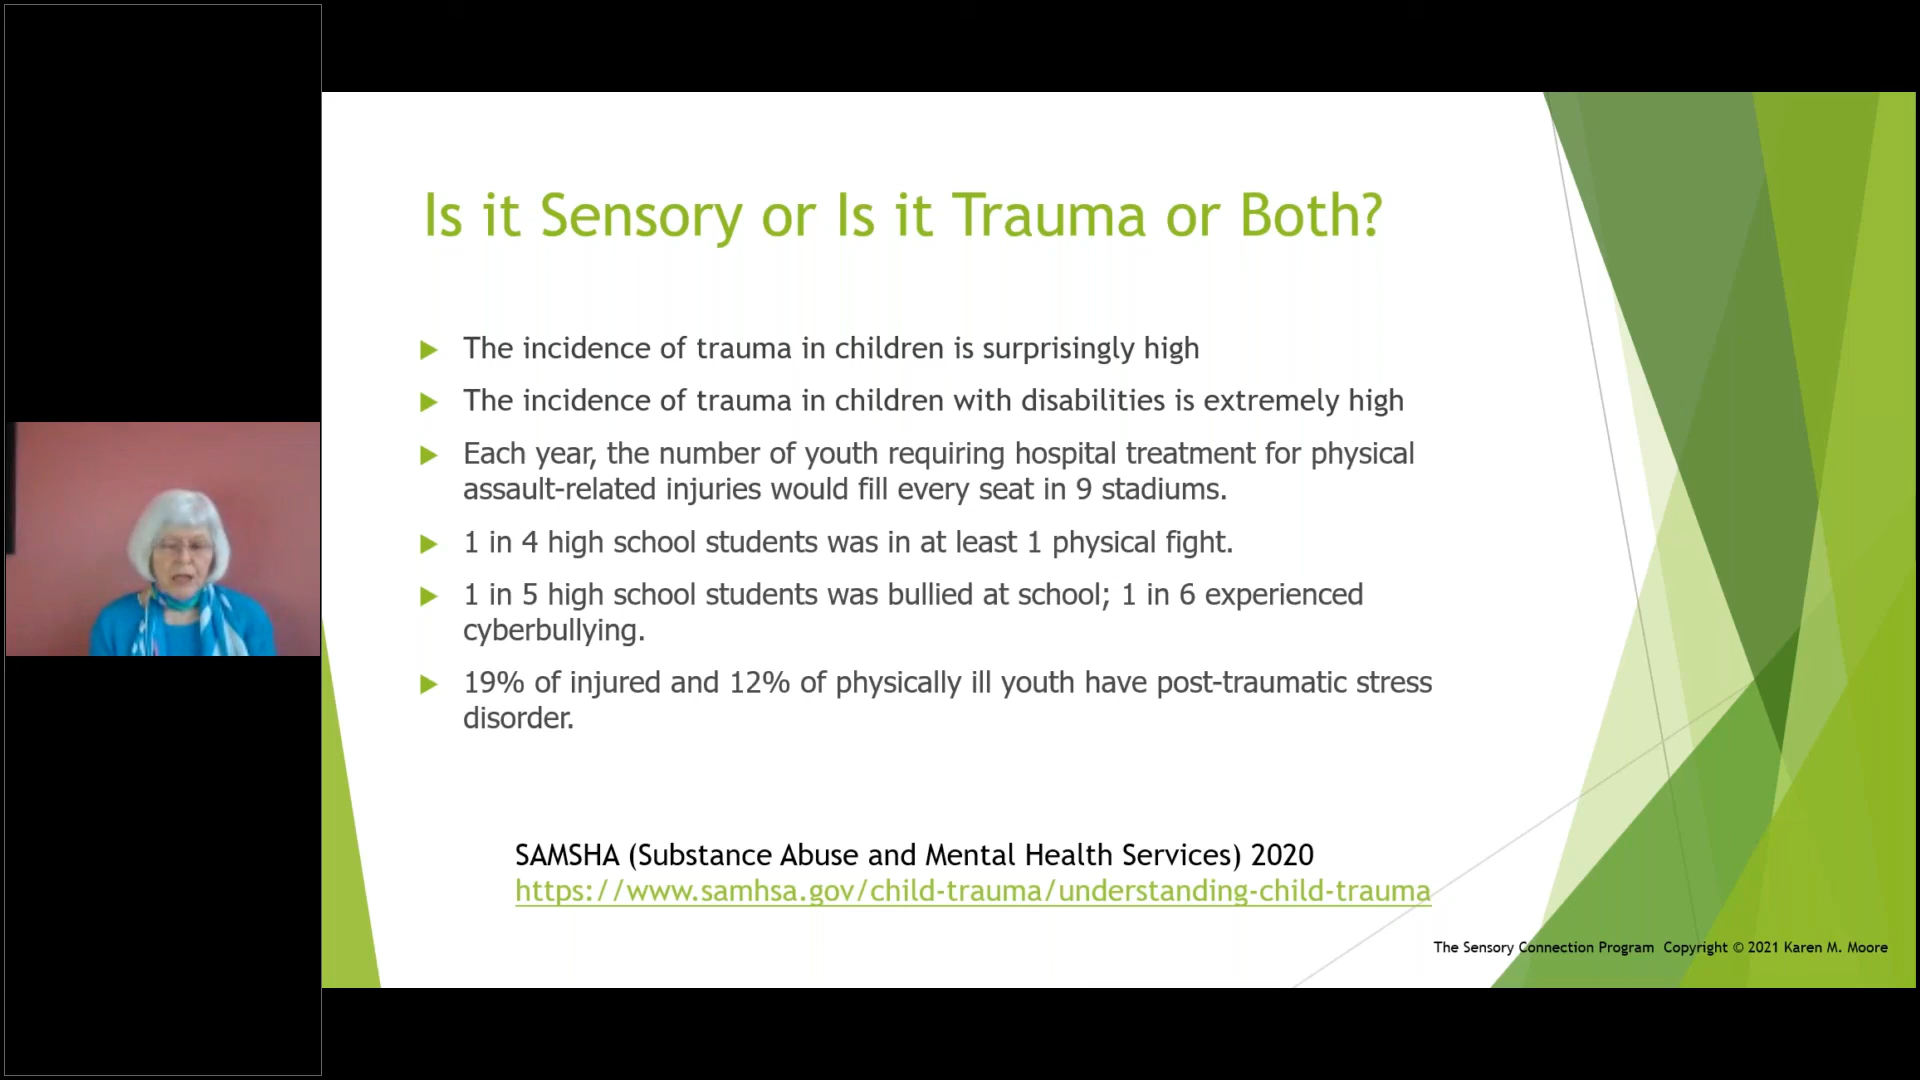 Is it Sensory or Is it Trauma or Both?
The incidence of trauma in children is surprisingly high
The incidence of trauma in children with disabilities is extremely high
Each year, the number of youth requiring hospital treatment for physical
assault-related injuries would fill every seat in 9 stadiums.
1 in 4 high school students was in at least 1 physical fight.
1 in 5 high school students was bullied at school; 1 in 6 experienced
cyberbullying.
19% of injured and 12% of physically ill youth have post-traumatic stress
disorder.
SAMSHA (Substance Abuse and Mental Health Services) 2020
https://www.samhsa.gov/child-trauma/understanding-child-trauma
The Sensory Connection Program Copyright © 2021 Karen M. Moore